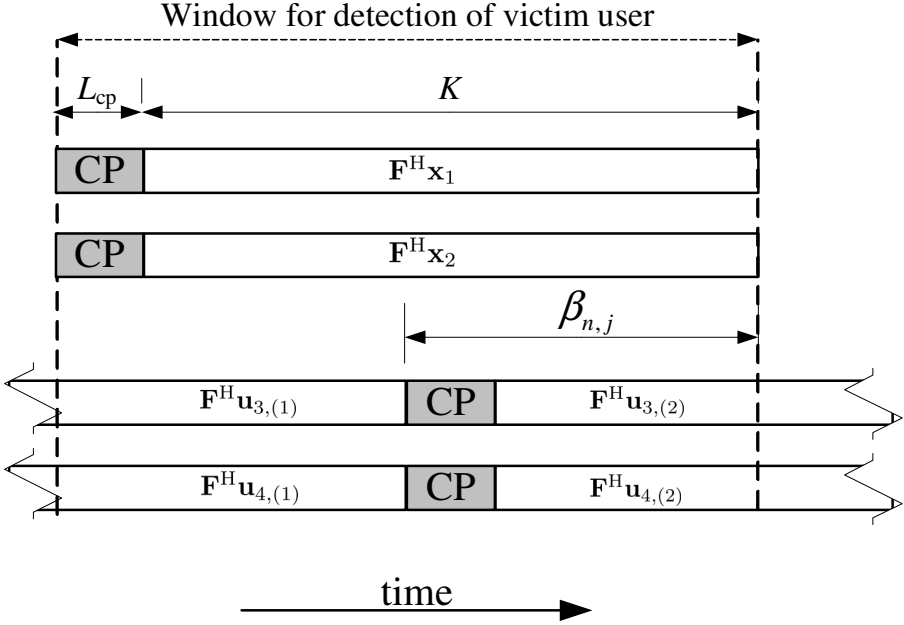 Window for detection of victim user
L_cp K
CP F^H x_1
CP F^H x_2
β_{n, j}
F^H u_{3,(1)} CP F^H u_{3,(2)}
F^H u_{4,(1)} CP F^H u_{4,(2)}
time